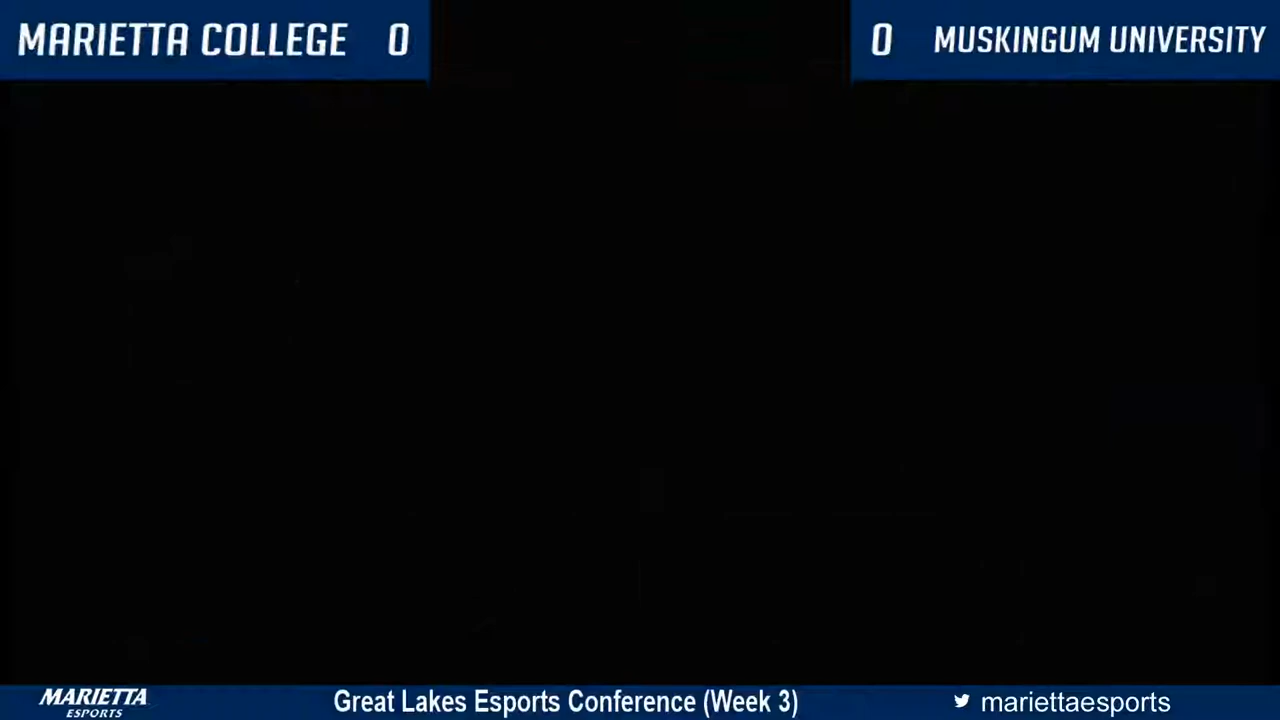 MARIETTA COLLEGE 0
0 MUSKINGUM UNIVERSITY
MARIETTA
ESPORTS
Great Lakes Esports Conference (Week 3)
mariettaesports